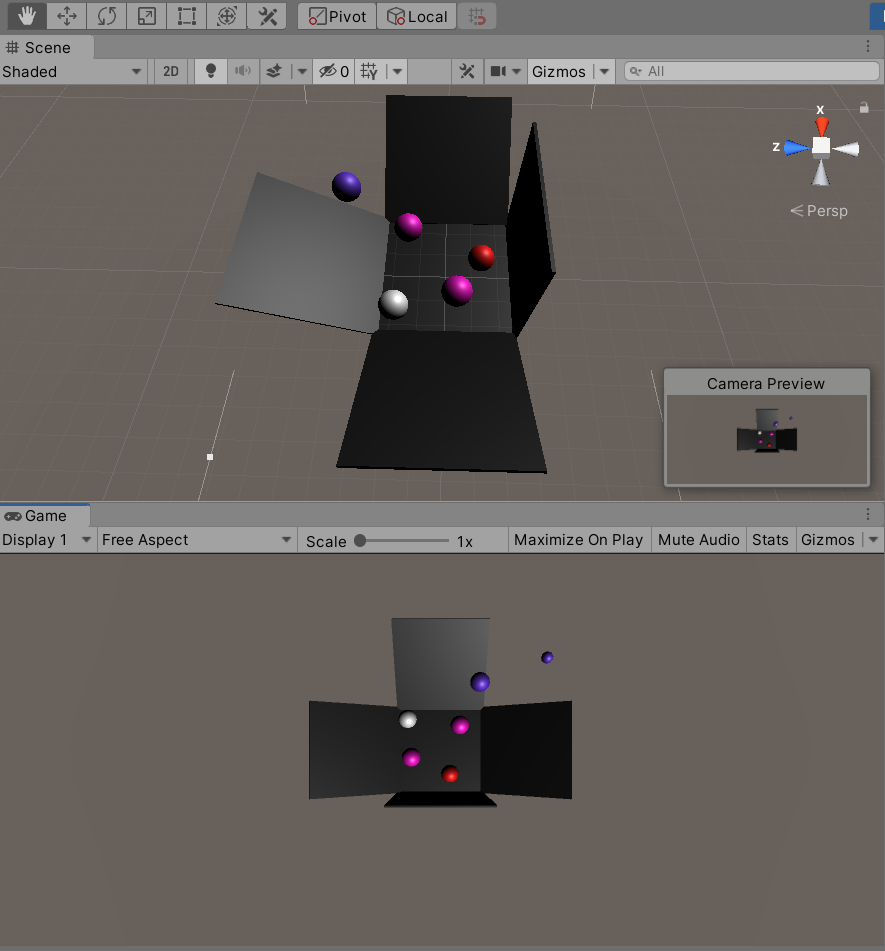 Pivot Local
Scene
Shaded 2D 0 Gizmos All
x
z
Persp
Camera Preview
Game
Display 1 Free Aspect Scale 1x Maximize On Play Mute Audio Stats Gizmos